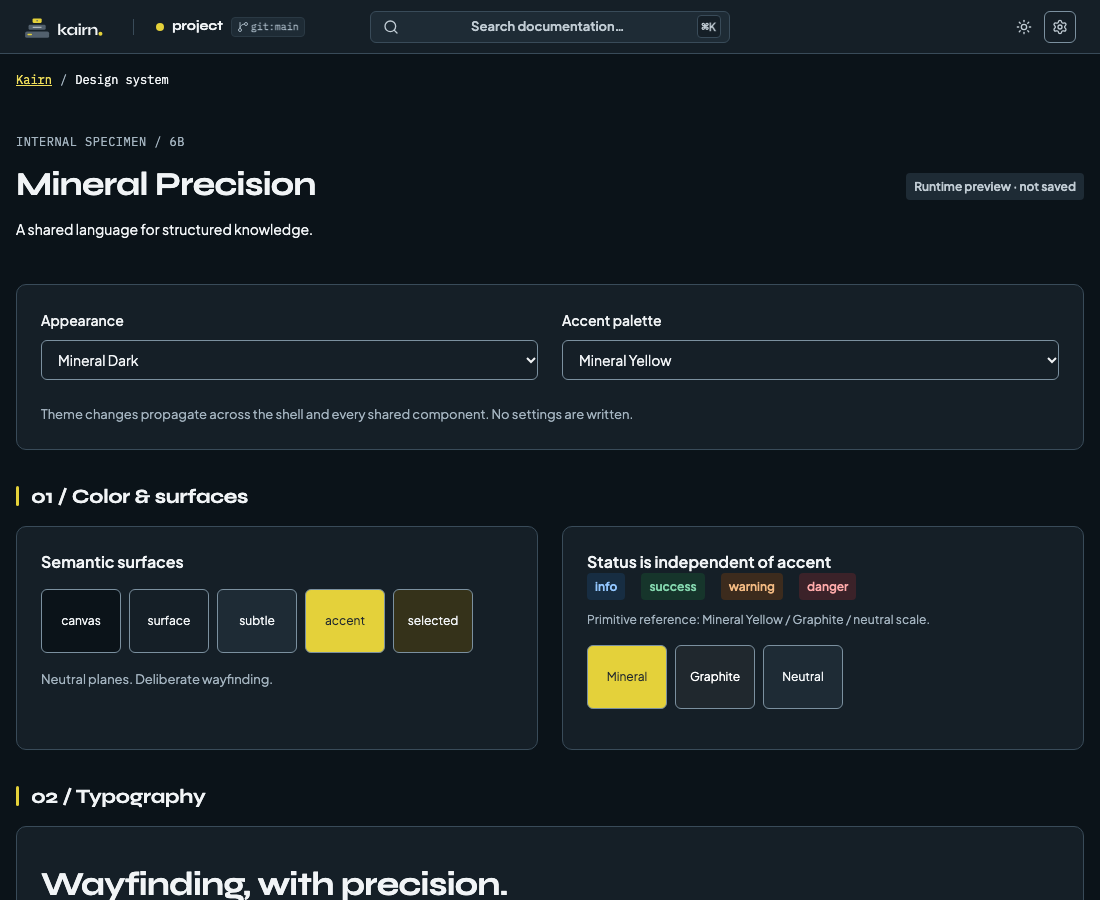 kairn.
project
git:main
Search documentation…
⌘K
Kairn / Design system
INTERNAL SPECIMEN / 6B
Mineral Precision
Runtime preview · not saved
A shared language for structured knowledge.
Appearance
Accent palette
Mineral Dark
Mineral Yellow
Theme changes propagate across the shell and every shared component. No settings are written.
01 / Color & surfaces
Semantic surfaces
canvas
surface
subtle
accent
selected
Neutral planes. Deliberate wayfinding.
Status is independent of accent
info
success
warning
danger
Primitive reference: Mineral Yellow / Graphite / neutral scale.
Mineral
Graphite
Neutral
02 / Typography
Wayfinding, with precision.